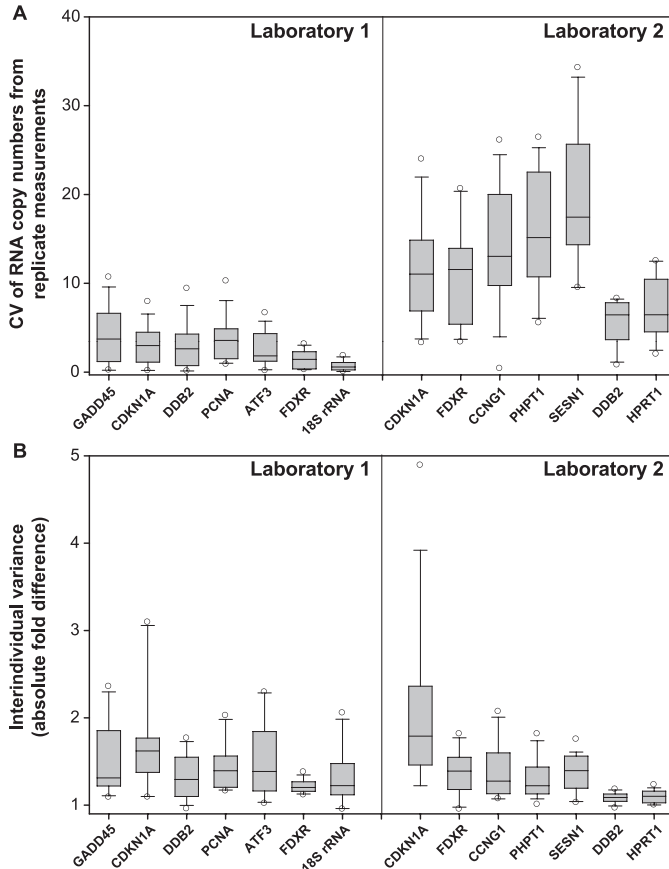 A
Laboratory 1
Laboratory 2
CV of RNA copy numbers from
replicate measurements
40
30
20
10
0
GADD45
CDKN1A
DDB2
PCNA
ATF3
FDXR
18S rRNA
CDKN1A
FDXR
CCNG1
PHPT1
SESN1
DDB2
HPRT1
B
Laboratory 1
Laboratory 2
Interindividual variance
(absolute fold difference)
5
4
3
2
1
GADD45
CDKN1A
DDB2
PCNA
ATF3
FDXR
18S rRNA
CDKN1A
FDXR
CCNG1
PHPT1
SESN1
DDB2
HPRT1